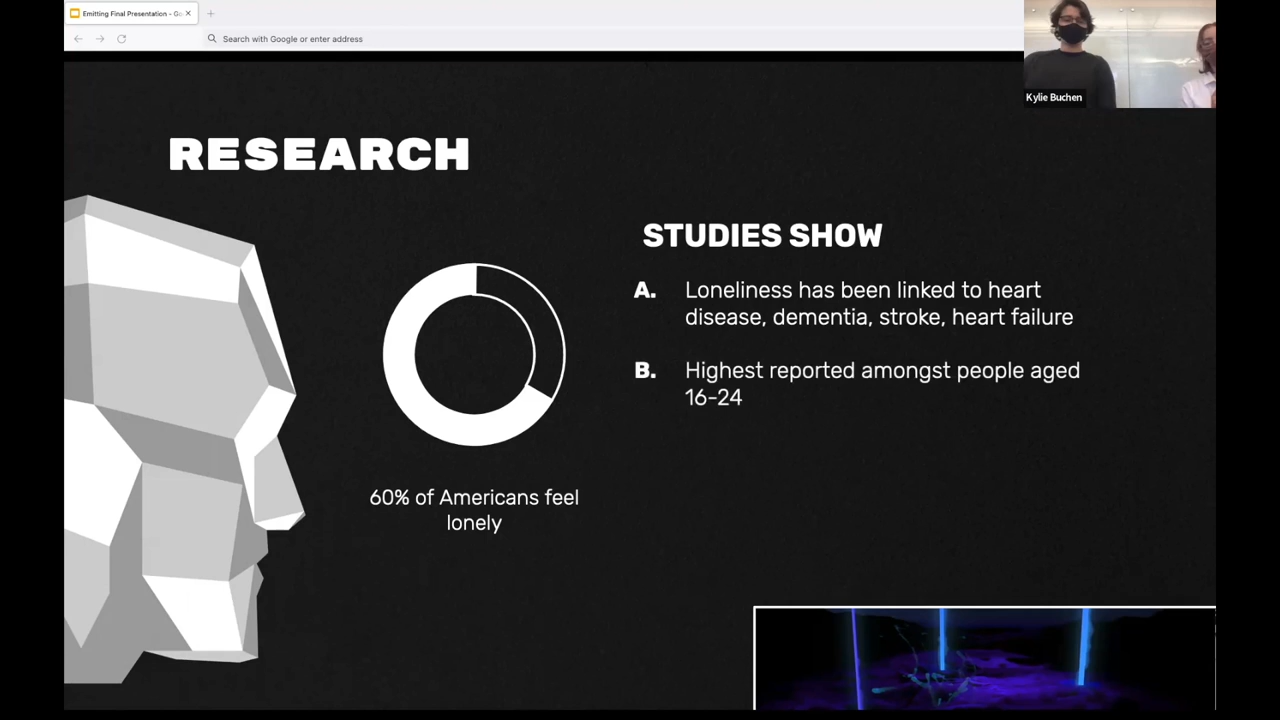 Emitting Final Presentation - Go
Search with Google or enter address
Kylie Buchen
RESEARCH
STUDIES SHOW
A. Loneliness has been linked to heart
disease, dementia, stroke, heart failure
B. Highest reported amongst people aged
16-24
60% of Americans feel
lonely